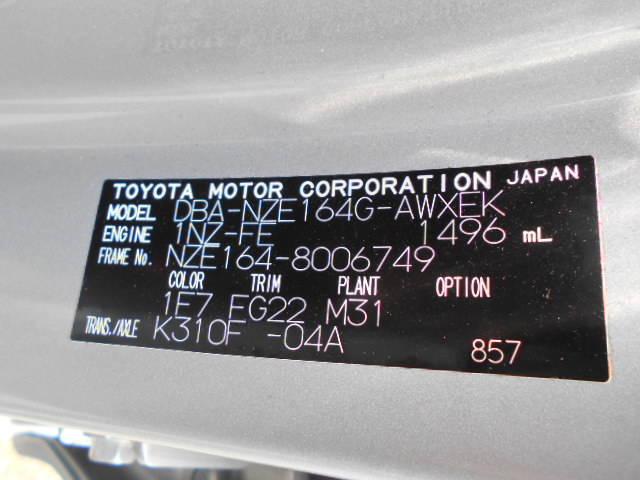 TOYOTA MOTOR CORPORATION JAPAN
MODEL DBA-NZE164G-AWXEK
ENGINE 1NZ-FE 1496 mL
FRAME No. NZE164-8006749
COLOR TRIM PLANT OPTION
1F7 FG22 M31
TRANS./AXLE K310F -04A
857